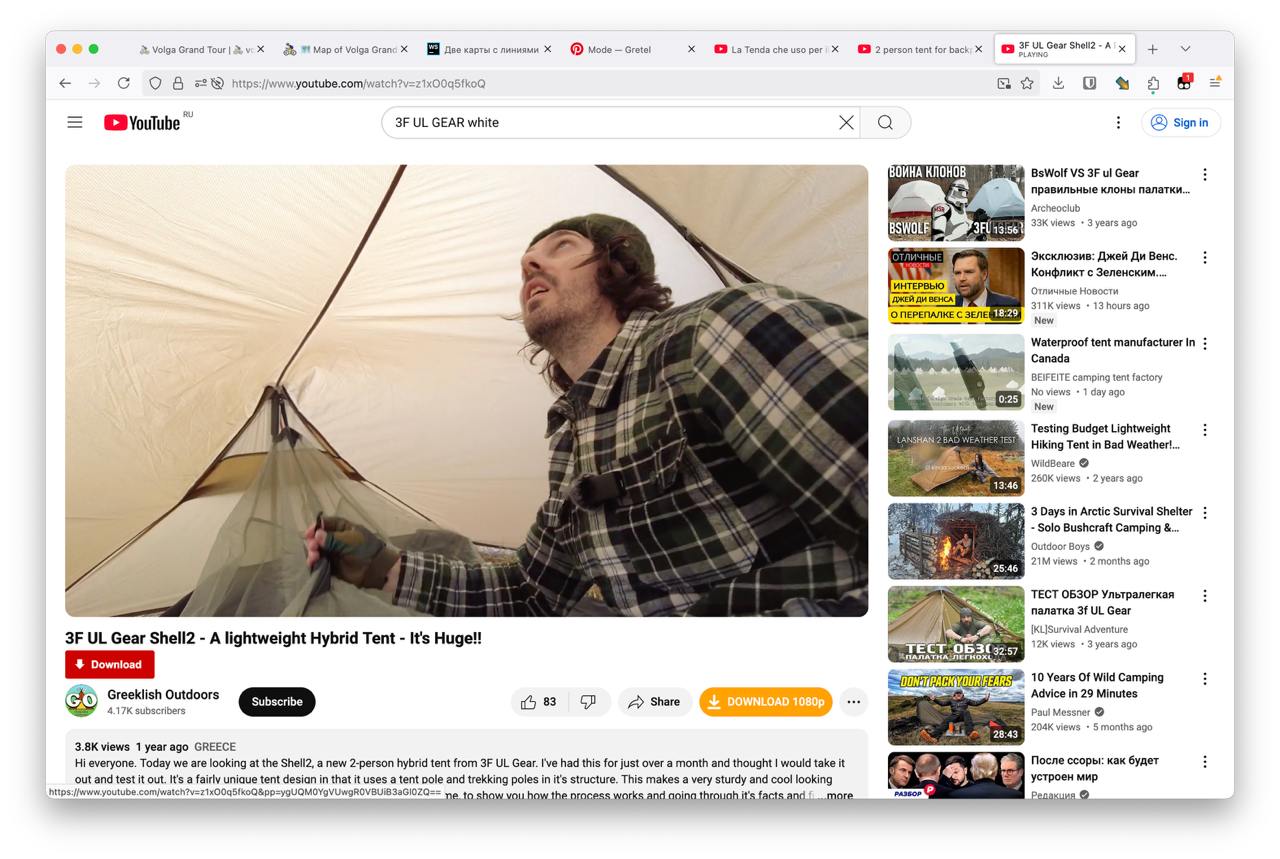 Volga Grand Tour |
Map of Volga Grand
WS Две карты с линиями
Mode — Gretel
La Tenda che uso per
2 person tent for back
3F UL Gear Shell2 - A
PLAYING
https://www.youtube.com/watch?v=z1xO0q5fkoQ
1
YouTube RU
3F UL GEAR white
Sign in
ВОЙНА КЛОНОВ
BSWOLF
3FU
13:56
BsWolf VS 3F ul Gear
правильные клоны палатки...
Archeoclub
33K views • 3 years ago
ОТЛИЧНЫЕ
НОВОСТИ
ИНТЕРВЬЮ
ДЖЕЙ ДИ ВЕНСА
О ПЕРЕПАЛКЕ С ЗЕЛЕН
18:29
Эксклюзив: Джей Ди Венс.
Конфликт с Зеленским....
Отличные Новости
311K views • 13 hours ago
New
0:25
Waterproof tent manufacturer In
Canada
BEIFEITE camping tent factory
No views • 1 day ago
New
LANSHAN 2 BAD WEATHER TEST
13:46
Testing Budget Lightweight
Hiking Tent in Bad Weather!...
WildBeare
260K views • 2 years ago
25:46
3 Days in Arctic Survival Shelter
- Solo Bushcraft Camping &...
Outdoor Boys
21M views • 2 months ago
ТЕСТ ОБЗО
ПАЛАТКА ЛЕГКОХО
32:57
ТЕСТ ОБЗОР Ультралегкая
палатка 3f UL Gear
[KL]Survival Adventure
12K views • 3 years ago
DON'T PACK YOUR FEARS
28:43
10 Years Of Wild Camping
Advice in 29 Minutes
Paul Messner
204K views • 5 months ago
РАЗБОР
После ссоры: как будет
устроен мир
Редакция
3F UL Gear Shell2 - A lightweight Hybrid Tent - It's Huge!!
Download
GO
Greeklish Outdoors
4.17K subscribers
Subscribe
83
Share
DOWNLOAD 1080p
3.8K views 1 year ago GREECE
Hi everyone. Today we are looking at the Shell2, a new 2-person hybrid tent from 3F UL Gear. I've had this for just over a month and thought I would take it
out and test it out. It's a fairly unique tent design in that it uses a tent pole and trekking poles in it's structure. This makes a very sturdy and cool looking
me, to show you how the process works and going through it's facts and fi ...more
https://www.youtube.com/watch?v=z1xO0q5fkoQ&pp=ygUQM0YgVUwgR0VBUiB3aGl0ZQ==